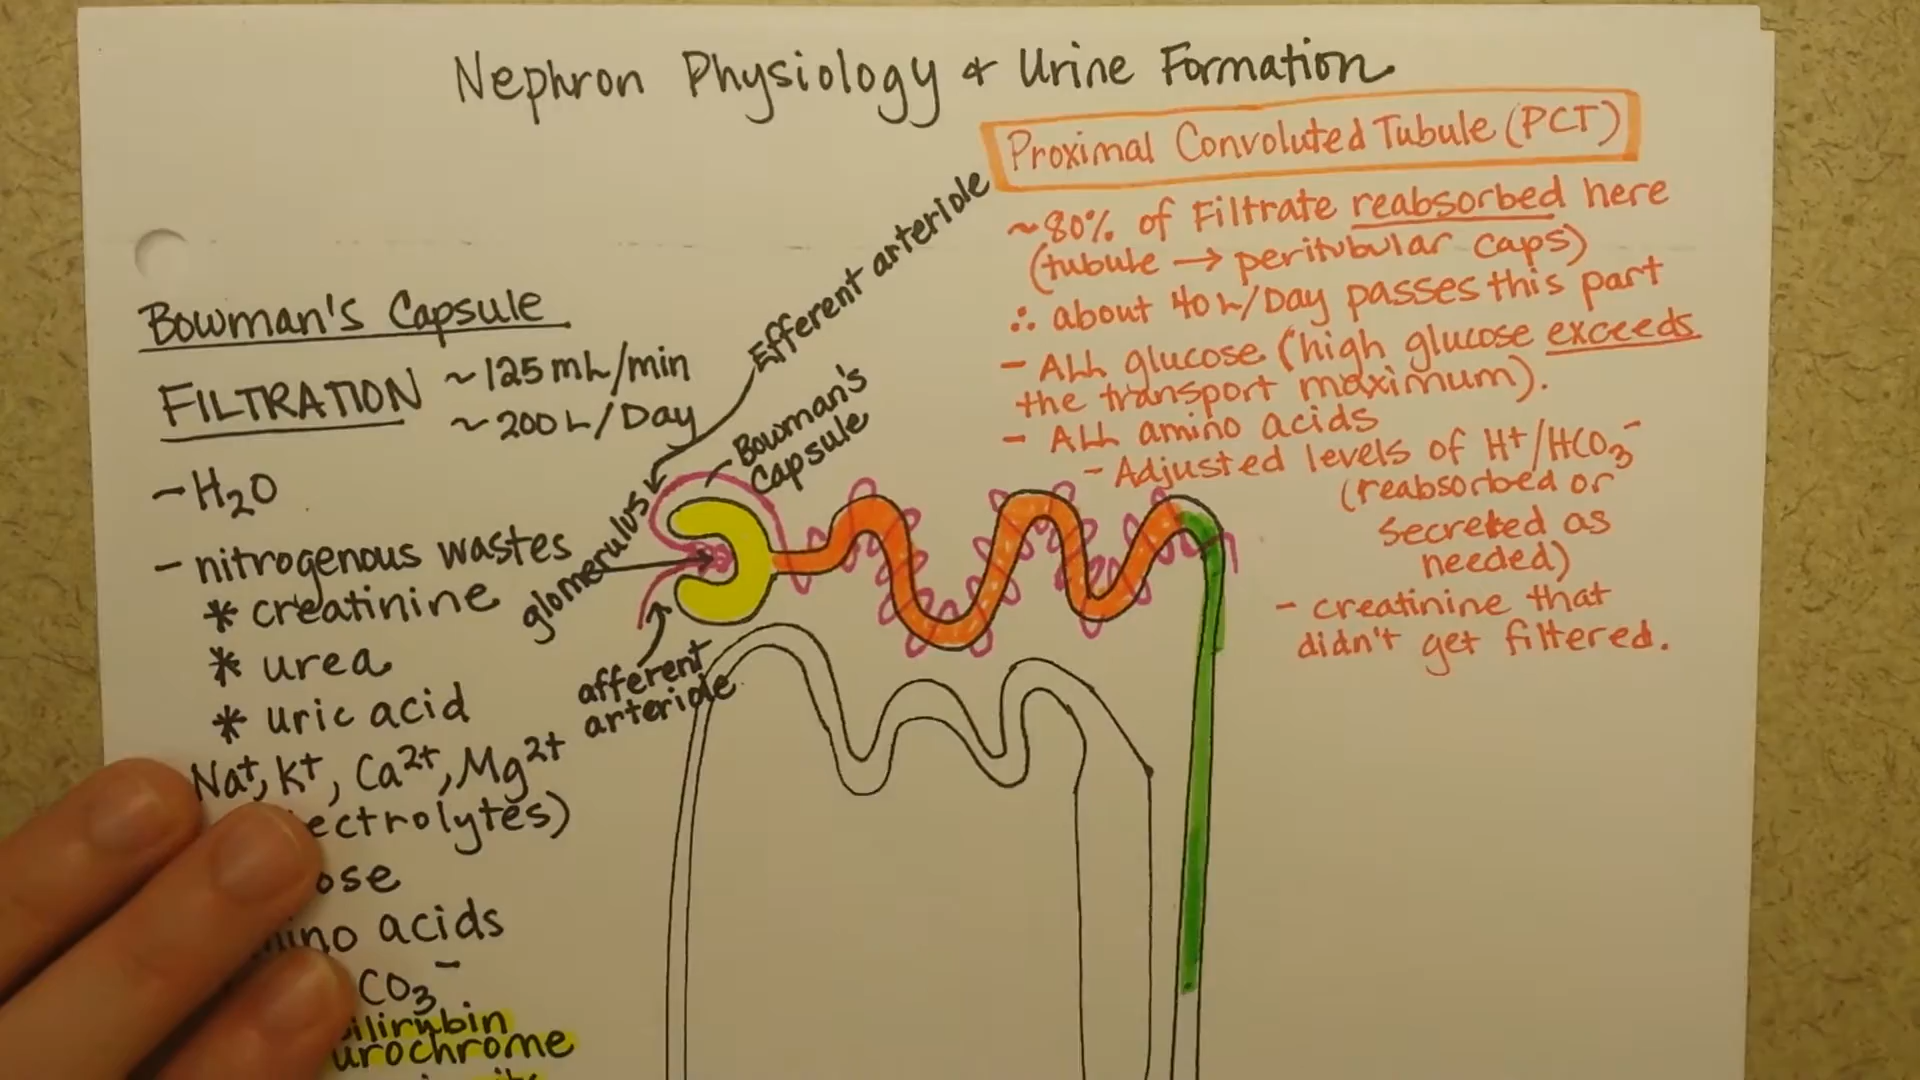 Nephron Physiology & Urine Formation
Bowman's Capsule
FILTRATION ~125 mL/min
~200 L/Day
- H2O
- nitrogenous wastes
* creatinine
* urea
* uric acid
Na+, K+, Ca2+, Mg2+
ectrolytes)
ose
ino acids
CO3-
ilirubin
urochrome
Efferent arteriole
Bowman's
Capsule
glomerulus
afferent
arteriole
Proximal Convoluted Tubule (PCT)
~80% of Filtrate reabsorbed here
(tubule → peritubular caps)
∴ about 40 L/Day passes this part
- ALL glucose (high glucose exceeds
the transport maximum).
- ALL amino acids
- Adjusted levels of H+/HCO3-
(reabsorbed or
secreted as
needed)
- creatinine that
didn't get filtered.